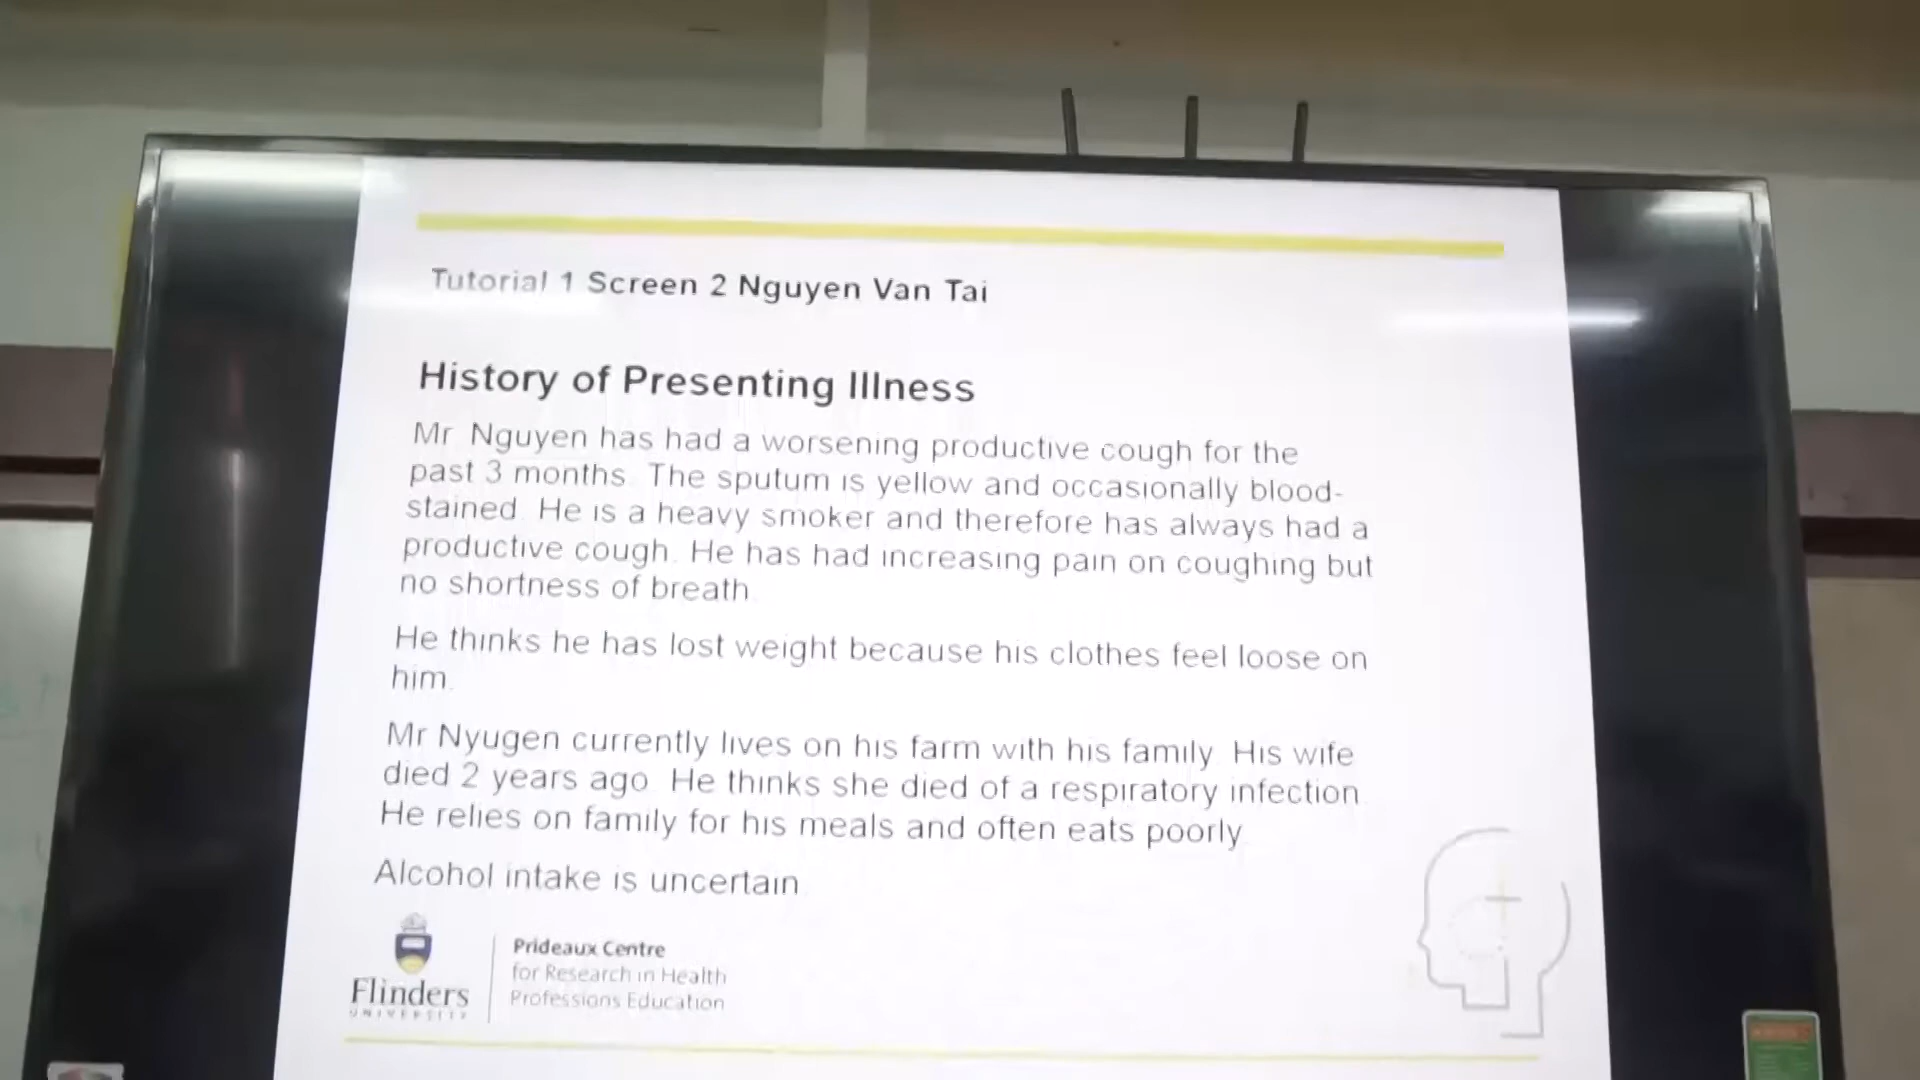 Tutorial 1 Screen 2 Nguyen Van Tai
History of Presenting Illness
Mr Nguyen has had a worsening productive cough for the
past 3 months. The sputum is yellow and occasionally blood-
stained. He is a heavy smoker and therefore has always had a
productive cough. He has had increasing pain on coughing but
no shortness of breath.
He thinks he has lost weight because his clothes feel loose on
him.
Mr Nyugen currently lives on his farm with his family. His wife
died 2 years ago. He thinks she died of a respiratory infection.
He relies on family for his meals and often eats poorly.
Alcohol intake is uncertain.
Flinders
UNIVERSITY
Prideaux Centre
for Research in Health
Professions Education